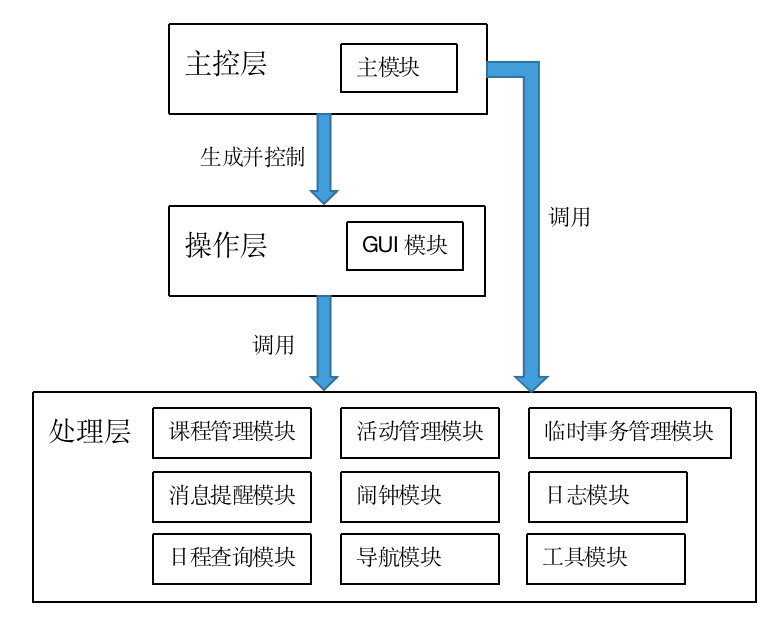 主控层
主模块
生成并控制
调用
操作层
GUI 模块
调用
处理层
课程管理模块
活动管理模块
临时事务管理模块
消息提醒模块
闹钟模块
日志模块
日程查询模块
导航模块
工具模块